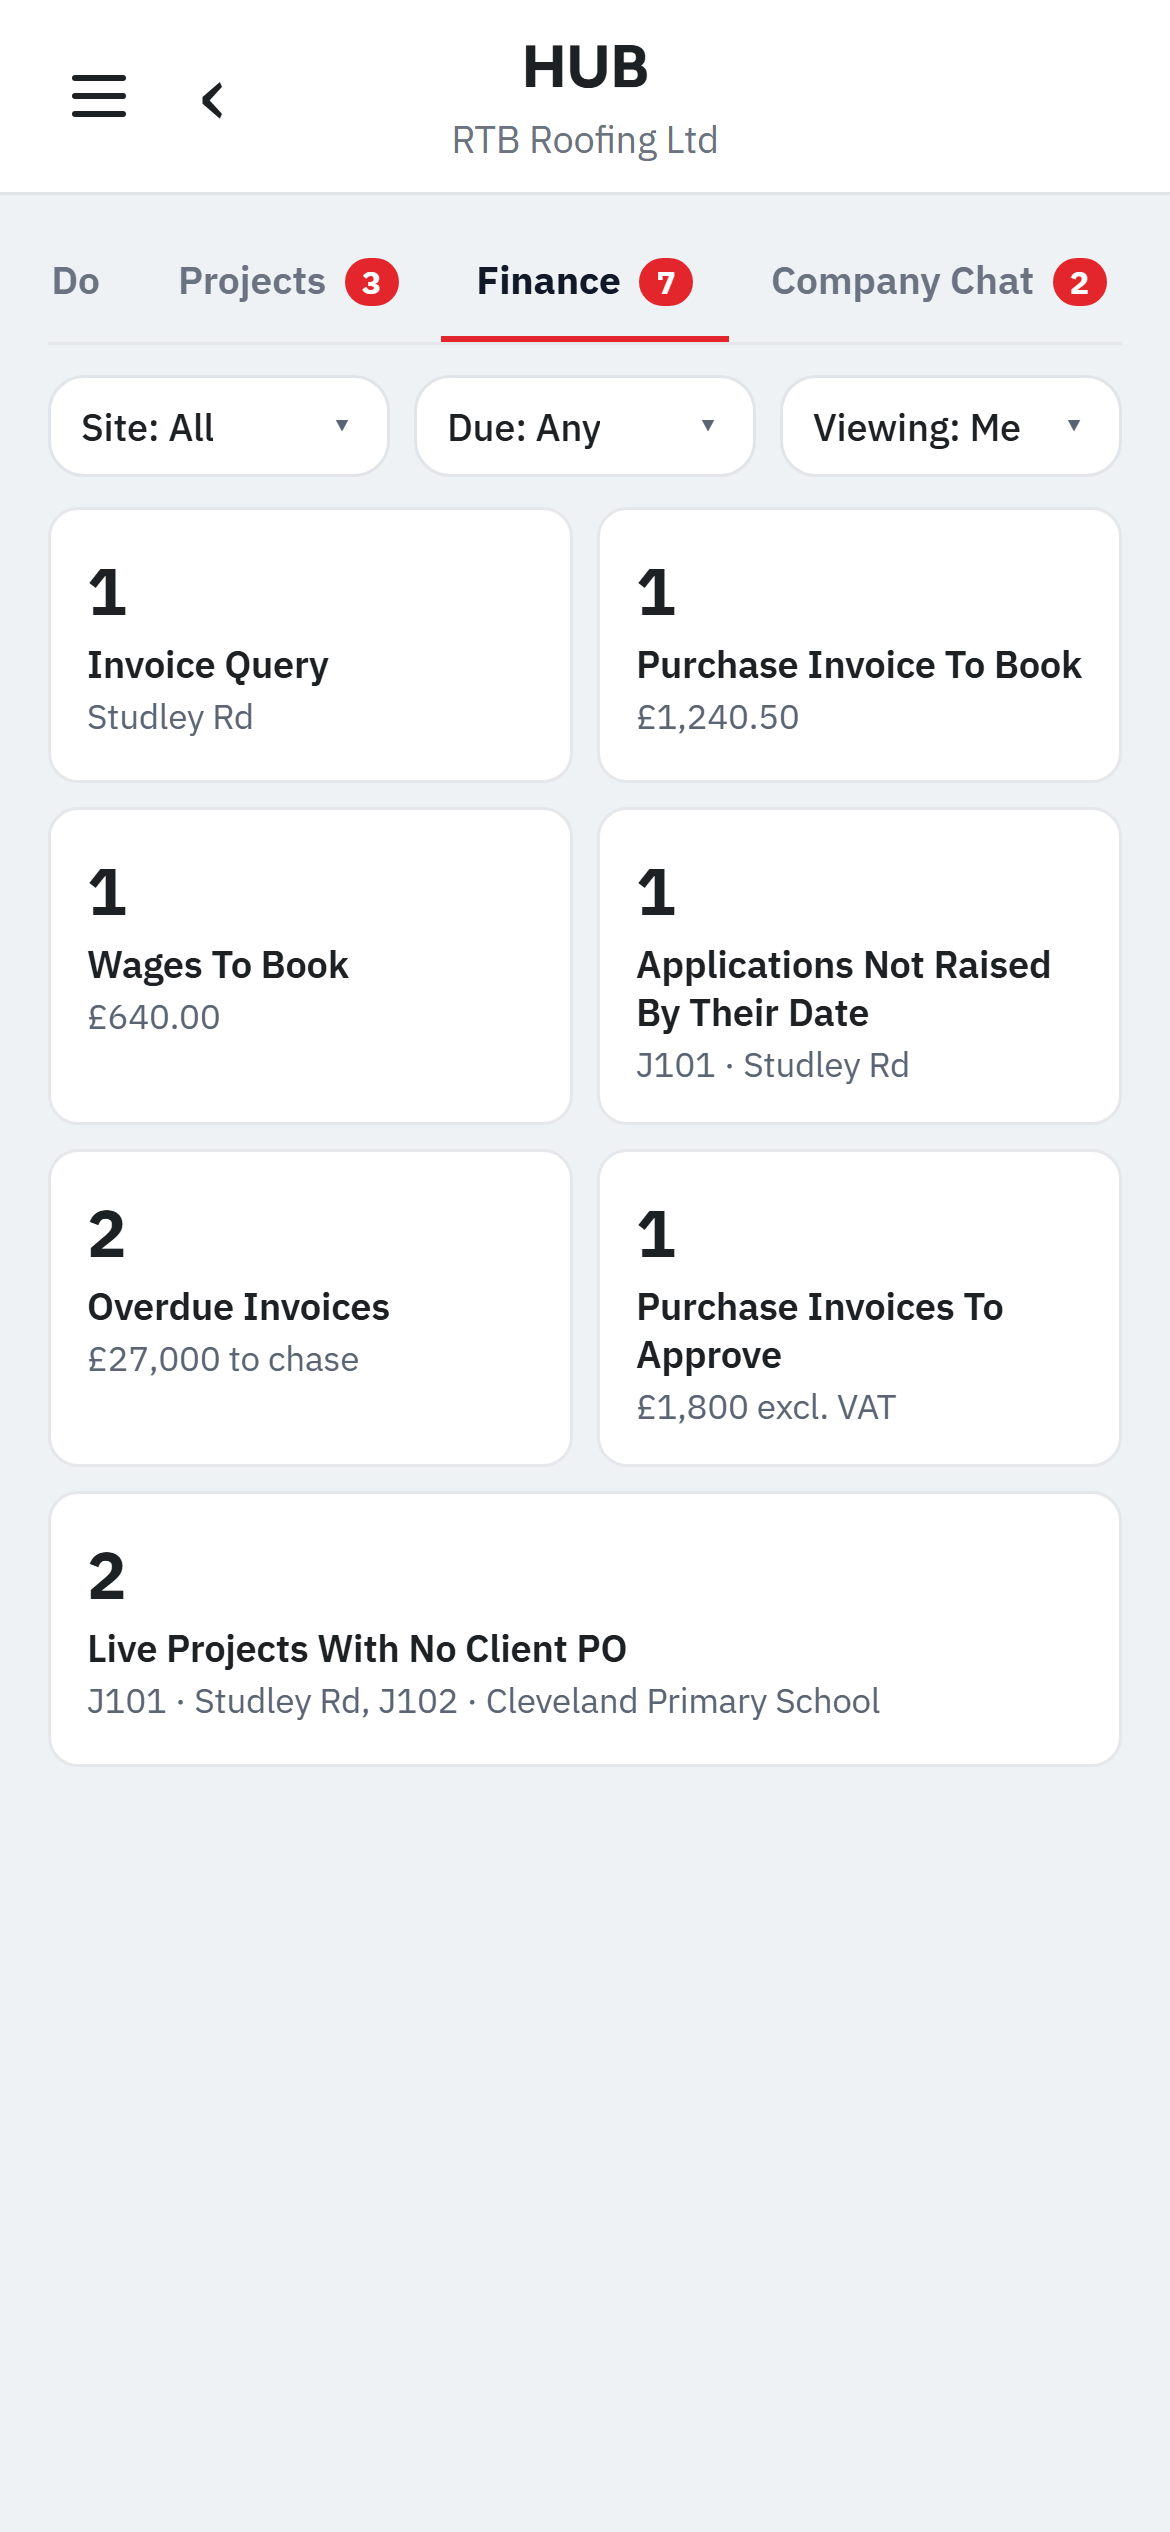 HUB
RTB Roofing Ltd
Do Projects 3 Finance 7 Company Chat 2
Site: All ▼ Due: Any ▼ Viewing: Me ▼
1
Invoice Query
Studley Rd
1
Purchase Invoice To Book
£1,240.50
1
Wages To Book
£640.00
1
Applications Not Raised
By Their Date
J101 · Studley Rd
2
Overdue Invoices
£27,000 to chase
1
Purchase Invoices To
Approve
£1,800 excl. VAT
2
Live Projects With No Client PO
J101 · Studley Rd, J102 · Cleveland Primary School